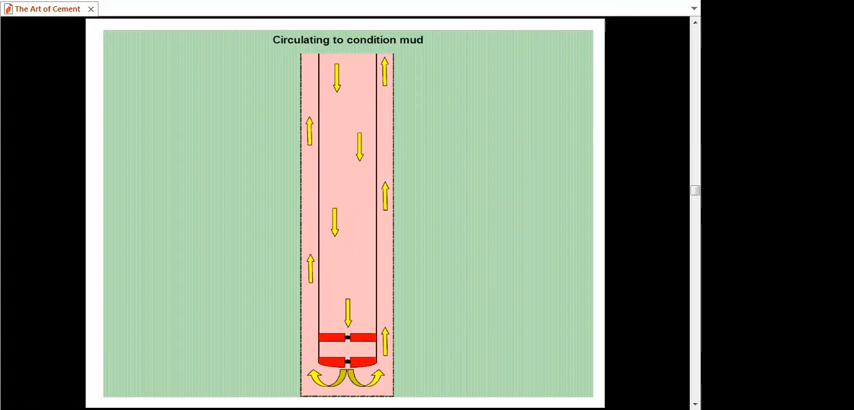 The Art of Cement
Circulating to condition mud